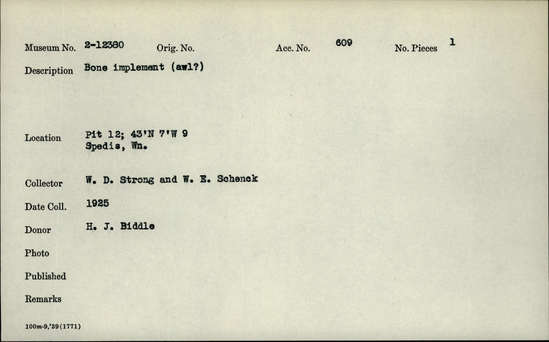 Museum No. 2-12380 Orig. No. Acc. No. 609 No. Pieces 1
Description Bone implement (awl?)
Location Pit 12; 43'N 7'W 9
Spedis, Wn.
Collector W. D. Strong and W. E. Schenck
Date Coll. 1925
Donor H. J. Biddle
Photo
Published
Remarks
100m-9,'39(1771)